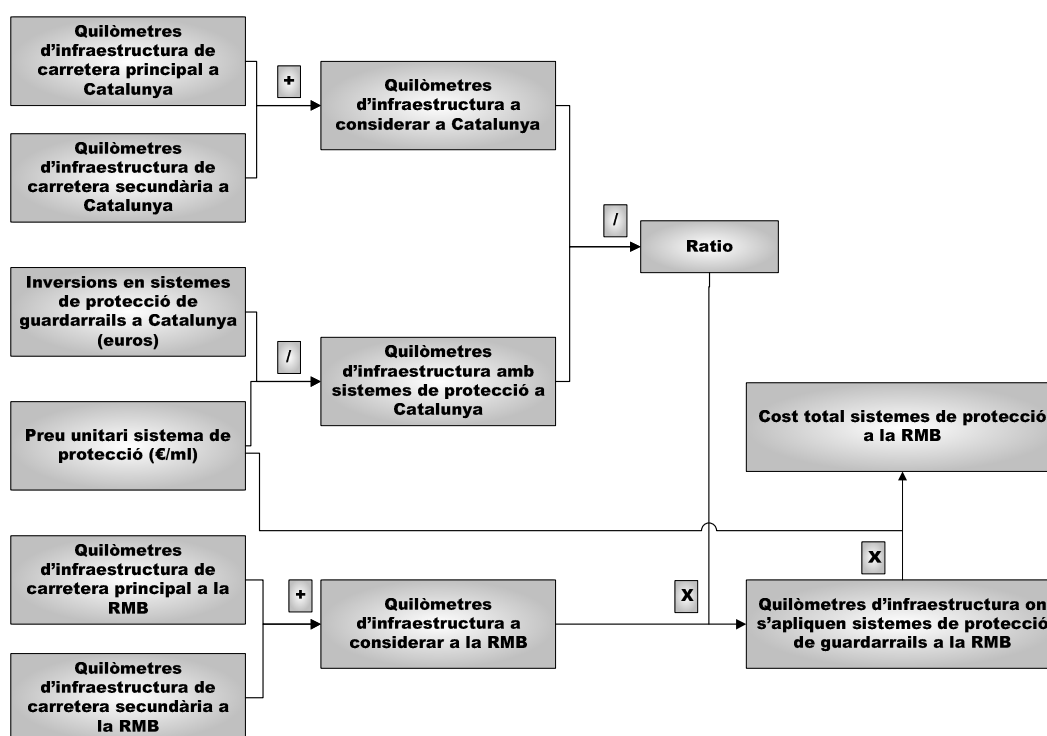 Quilòmetres
d'infraestructura de
carretera principal a
Catalunya
+
Quilòmetres
d'infraestructura a
considerar a Catalunya
Quilòmetres
d'infraestructura de
carretera secundària a
Catalunya
/
Ratio
Inversions en sistemes
de protecció de
guardarrails a Catalunya
(euros)
/
Quilòmetres
d'infraestructura amb
sistemes de protecció a
Catalunya
Preu unitari sistema de
protecció (€/ml)
Cost total sistemes de protecció
a la RMB
Quilòmetres
d'infraestructura de
carretera principal a la
RMB
+
Quilòmetres
d'infraestructura a
considerar a la RMB
X
X
Quilòmetres d'infraestructura on
s'apliquen sistemes de protecció
de guardarrails a la RMB
Quilòmetres
d'infraestructura de
carretera secundària a
la RMB